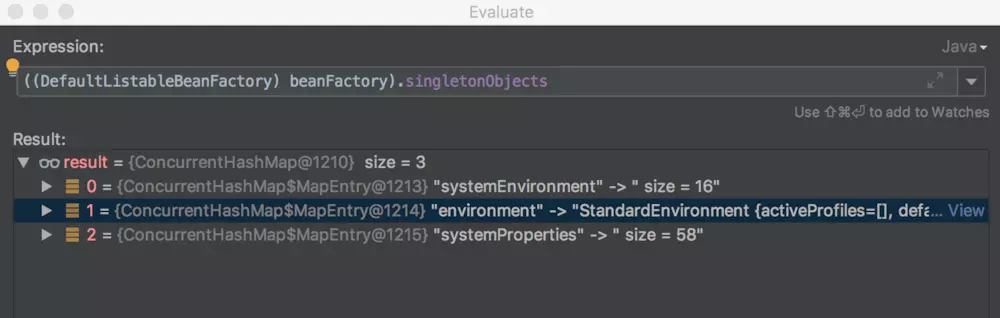 Evaluate
Expression:
Java
((DefaultListableBeanFactory) beanFactory).singletonObjects
Use ⇧⌘⏎ to add to Watches
Result:
result = {ConcurrentHashMap@1210} size = 3
0 = {ConcurrentHashMap$MapEntry@1213} "systemEnvironment" -> " size = 16"
1 = {ConcurrentHashMap$MapEntry@1214} "environment" -> "StandardEnvironment {activeProfiles=[], defa... View
2 = {ConcurrentHashMap$MapEntry@1215} "systemProperties" -> " size = 58"